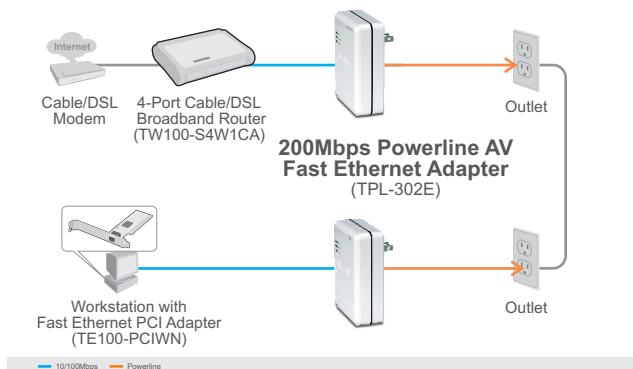 Internet
Cable/DSL
Modem
4-Port Cable/DSL
Broadband Router
(TW100-S4W1CA)
Outlet
200Mbps Powerline AV
Fast Ethernet Adapter
(TPL-302E)
Workstation with
Fast Ethernet PCI Adapter
(TE100-PCIWN)
Outlet
10/100Mbps Powerline